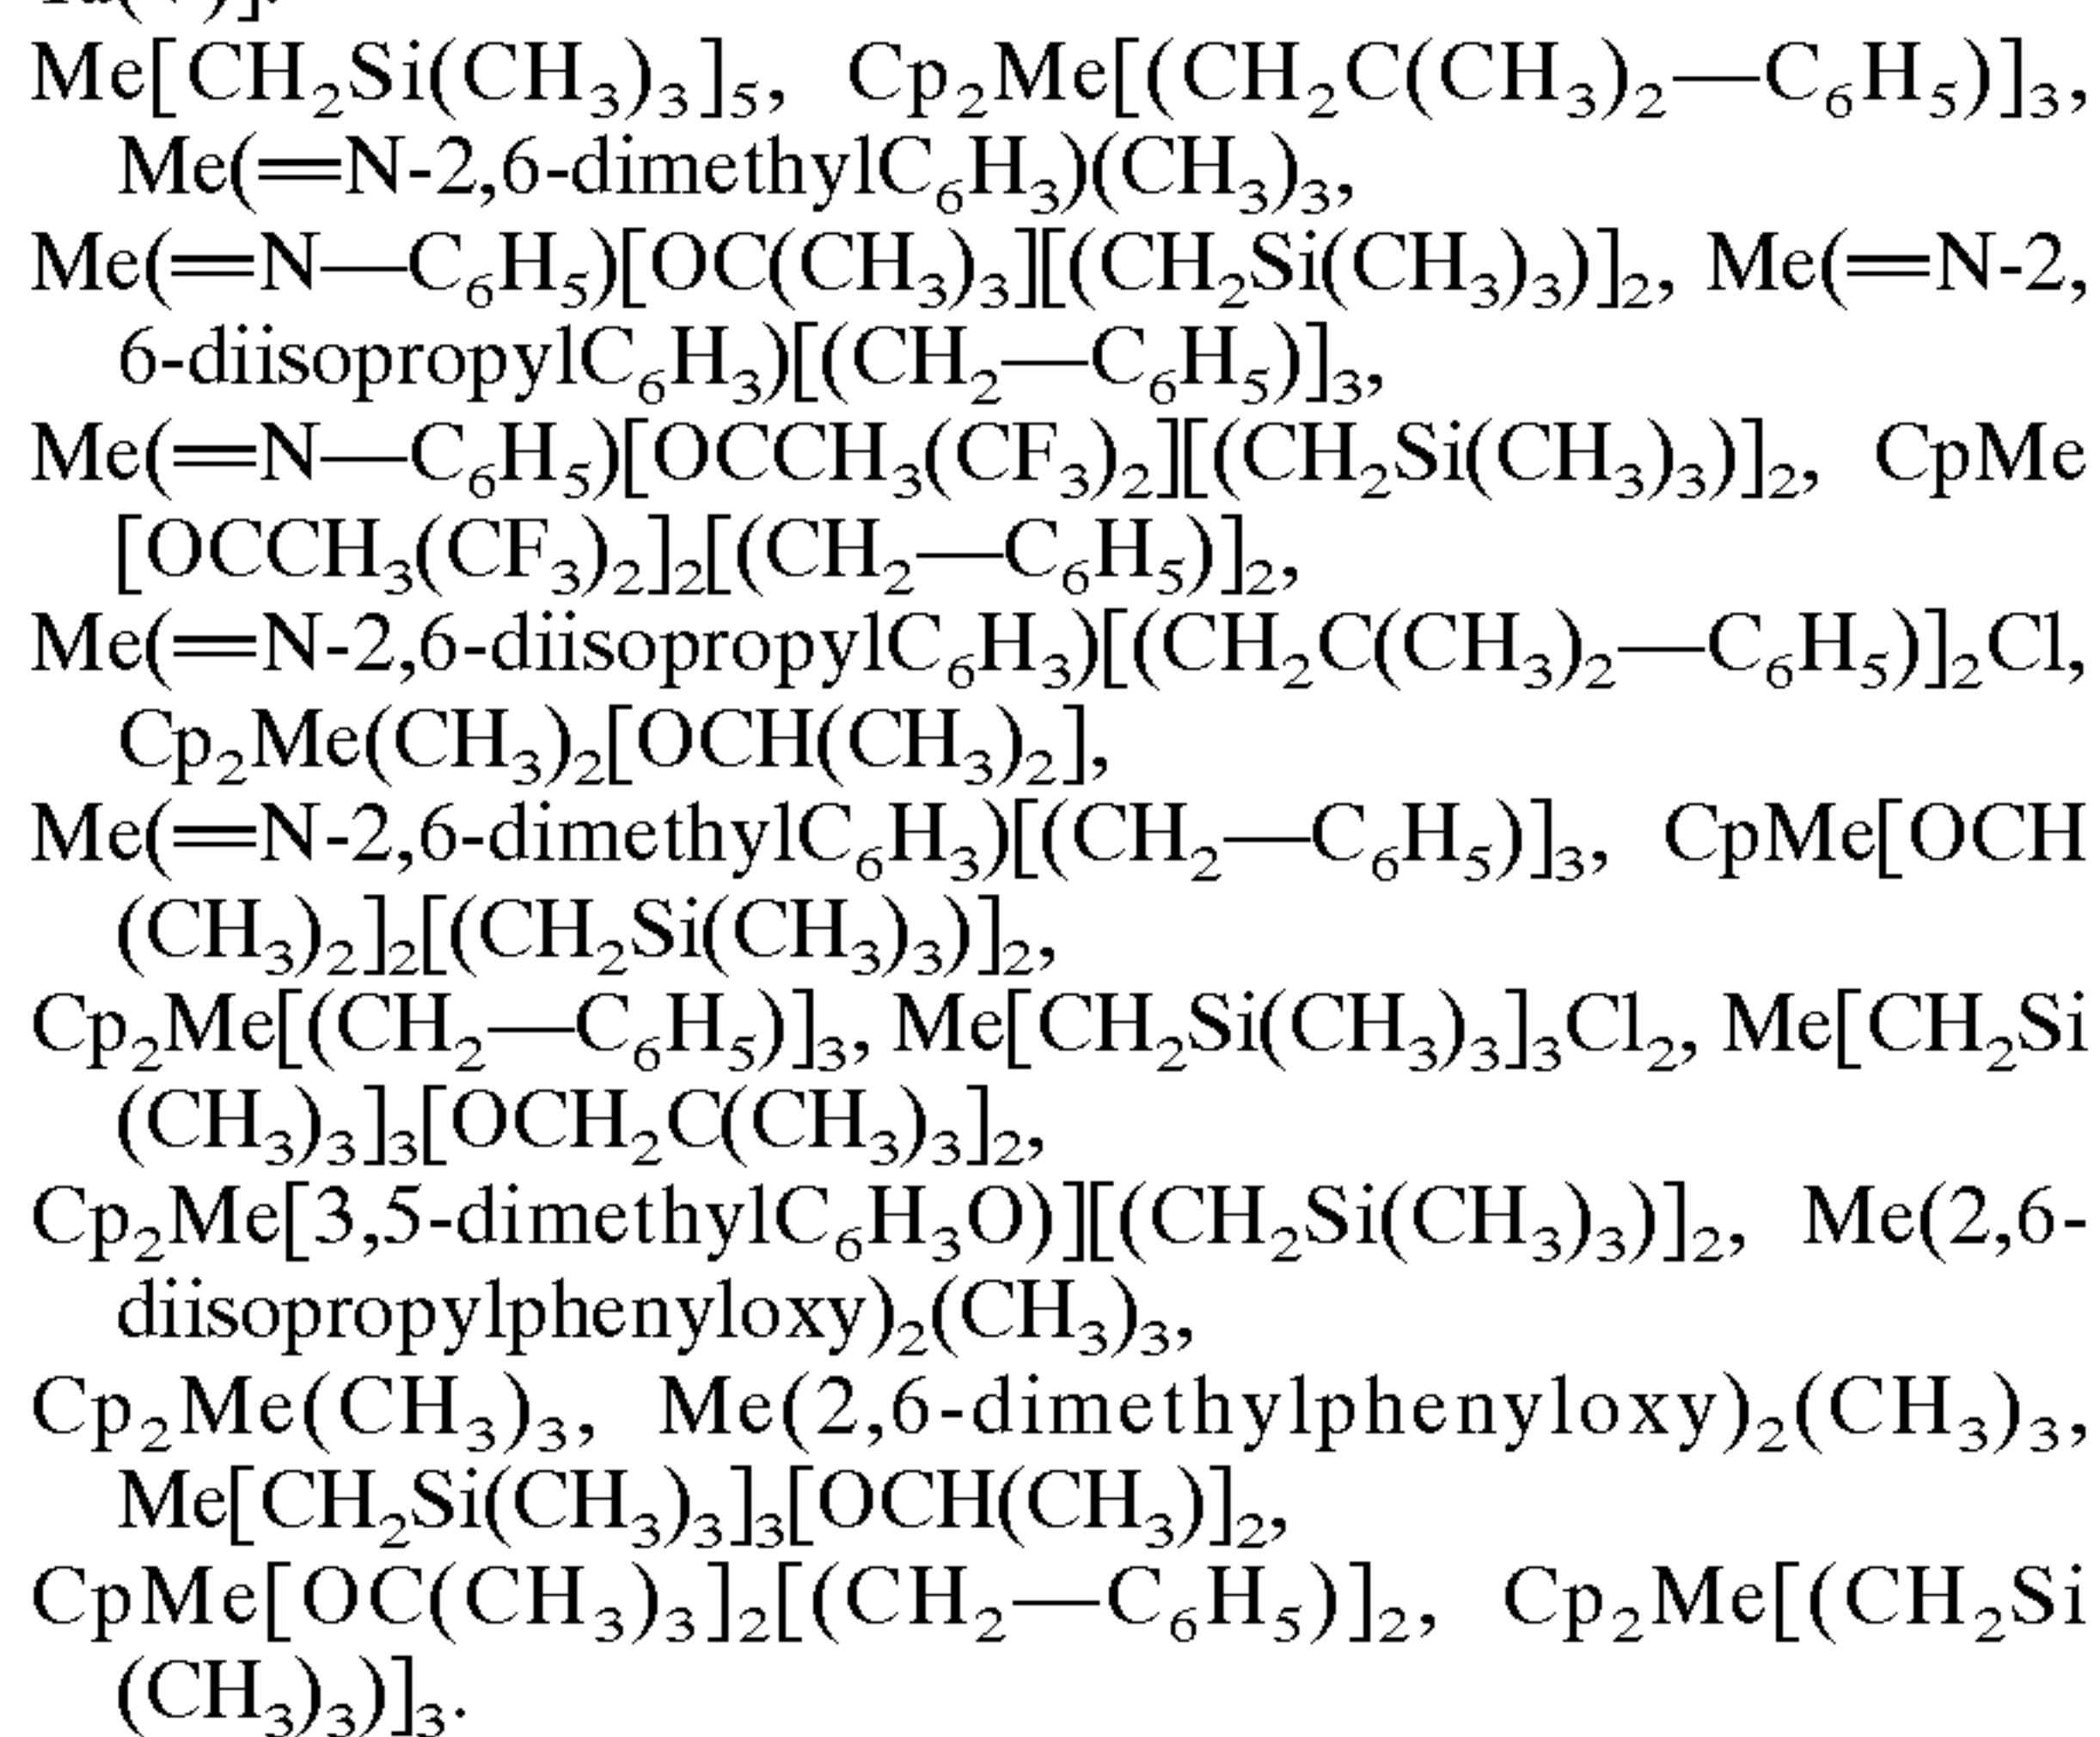 Me[CH₂Si(CH₃)₃]₅, Cp₂Me[(CH₂C(CH₃)₂—C₆H₅)]₃,
Me(═N-2,6-dimethylC₆H₃)(CH₃)₃,
Me(═N—C₆H₅)[OC(CH₃)₃][(CH₂Si(CH₃)₃)]₂, Me(═N-2,
6-diisopropylC₆H₃)[(CH₂—C₆H₅)]₃,
Me(═N—C₆H₅)[OCCH₃(CF₃)₂][(CH₂Si(CH₃)₃)]₂, CpMe
[OCCH₃(CF₃)₂]₂[(CH₂—C₆H₅)]₂,
Me(═N-2,6-diisopropylC₆H₃)[(CH₂C(CH₃)₂—C₆H₅)]₂Cl,
Cp₂Me(CH₃)₂[OCH(CH₃)₂],
Me(═N-2,6-dimethylC₆H₃)[(CH₂—C₆H₅)]₃, CpMe[OCH
(CH₃)₂]₂[(CH₂Si(CH₃)₃)]₂,
Cp₂Me[(CH₂—C₆H₅)]₃, Me[CH₂Si(CH₃)₃]₃Cl₂, Me[CH₂Si
(CH₃)₃]₃[OCH₂C(CH₃)₃]₂,
Cp₂Me[3,5-dimethylC₆H₃O)][(CH₂Si(CH₃)₃)]₂, Me(2,6-
diisopropylphenyloxy)₂(CH₃)₃,
Cp₂Me(CH₃)₃, Me(2,6-dimethylphenyloxy)₂(CH₃)₃,
Me[CH₂Si(CH₃)₃]₃[OCH(CH₃)]₂,
CpMe[OC(CH₃)₃]₂[(CH₂—C₆H₅)]₂, Cp₂Me[(CH₂Si
(CH₃)₃)]₃.